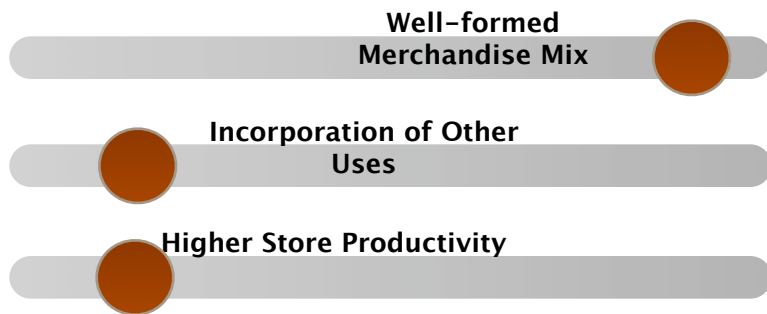 Well-formed
Merchandise Mix
Incorporation of Other
Uses
Higher Store Productivity